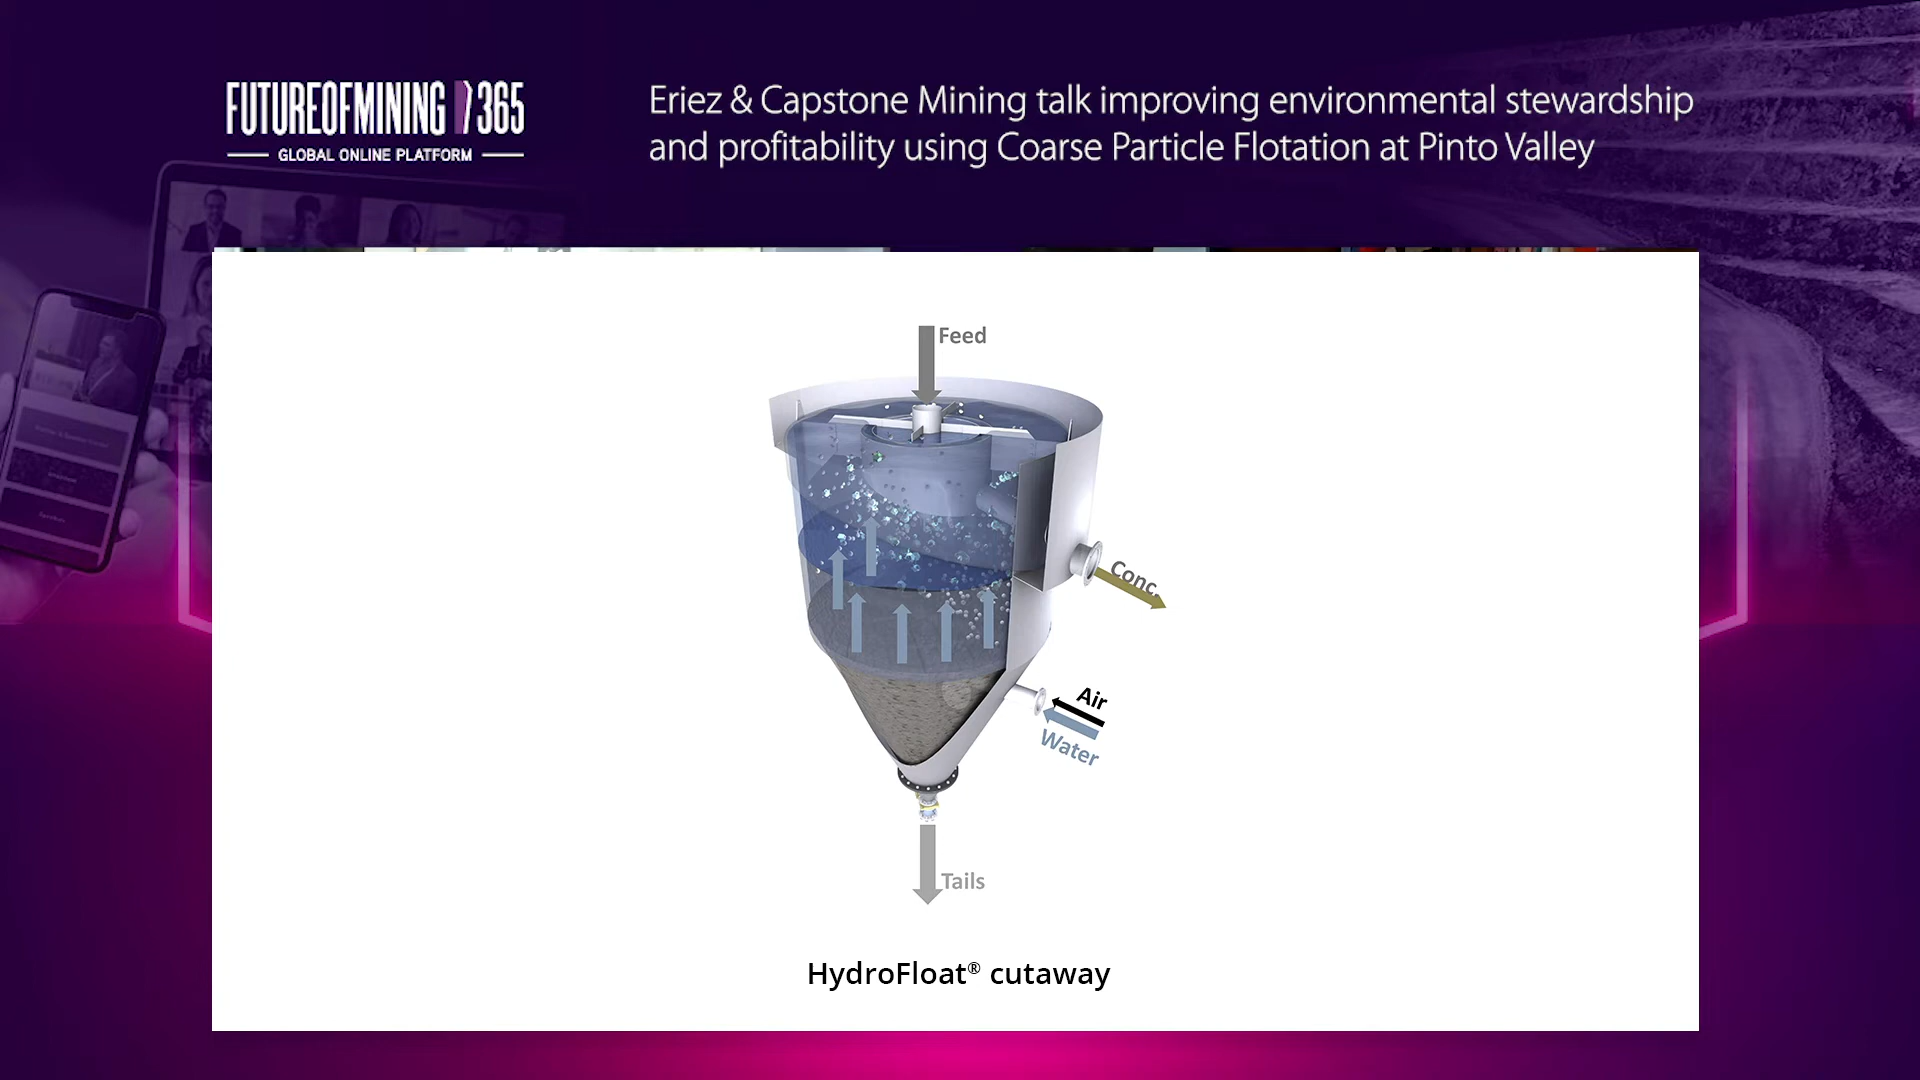 FUTUREOFMINING 365
GLOBAL ONLINE PLATFORM
Eriez & Capstone Mining talk improving environmental stewardship
and profitability using Coarse Particle Flotation at Pinto Valley
Feed
Conc.
Air
Water
Tails
HydroFloat® cutaway